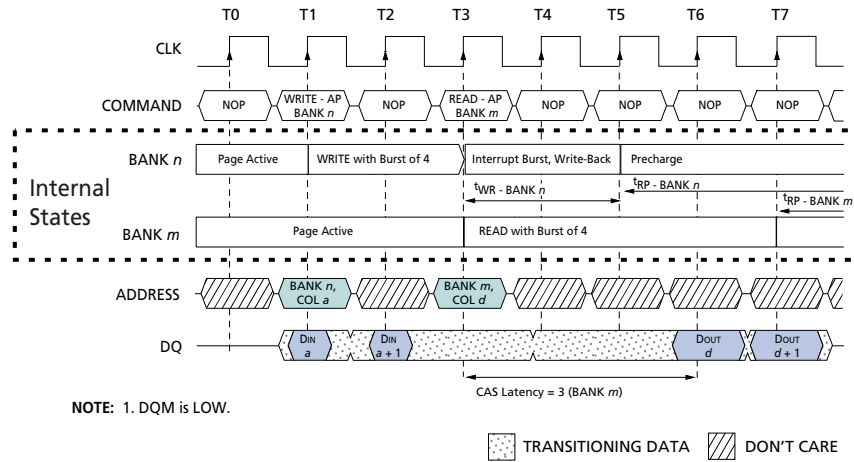 T0 T1 T2 T3 T4 T5 T6 T7
CLK
COMMAND NOP WRITE - AP BANK n NOP READ - AP BANK m NOP NOP NOP NOP
BANK n Page Active WRITE with Burst of 4 Interrupt Burst, Write-Back Precharge
Internal States
tWR - BANK n tRP - BANK n
tRP - BANK m
BANK m Page Active READ with Burst of 4
ADDRESS BANK n, COL a BANK m, COL d
DQ DIN a DIN a + 1 DOUT d DOUT d + 1
CAS Latency = 3 (BANK m)
NOTE: 1. DQM is LOW.
TRANSITIONING DATA DON'T CARE